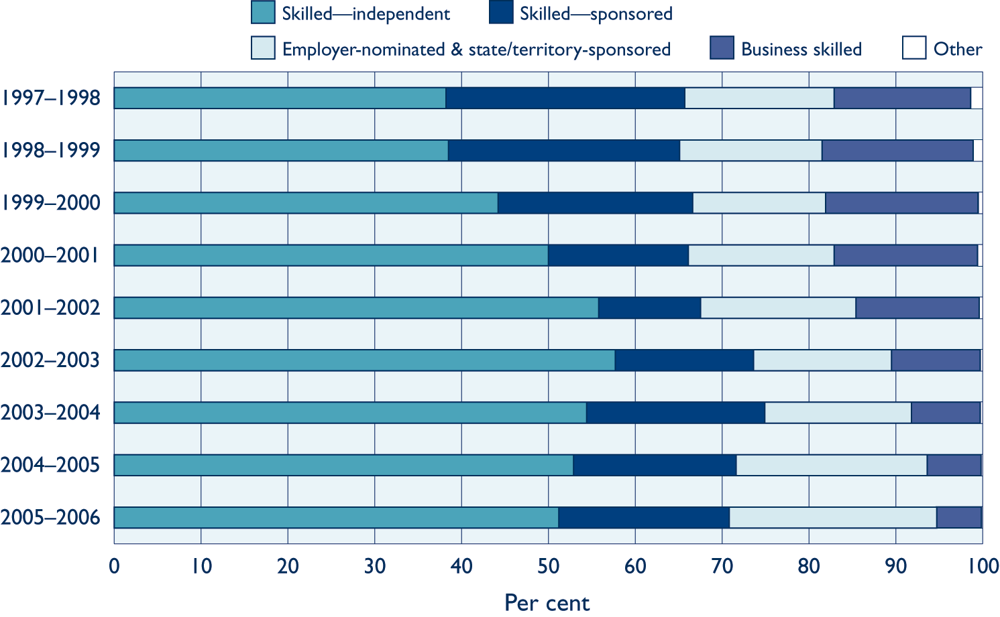 Skilled—independent Skilled—sponsored
Employer-nominated & state/territory-sponsored Business skilled Other
1997–1998
1998–1999
1999–2000
2000–2001
2001–2002
2002–2003
2003–2004
2004–2005
2005–2006
0 10 20 30 40 50 60 70 80 90 100
Per cent